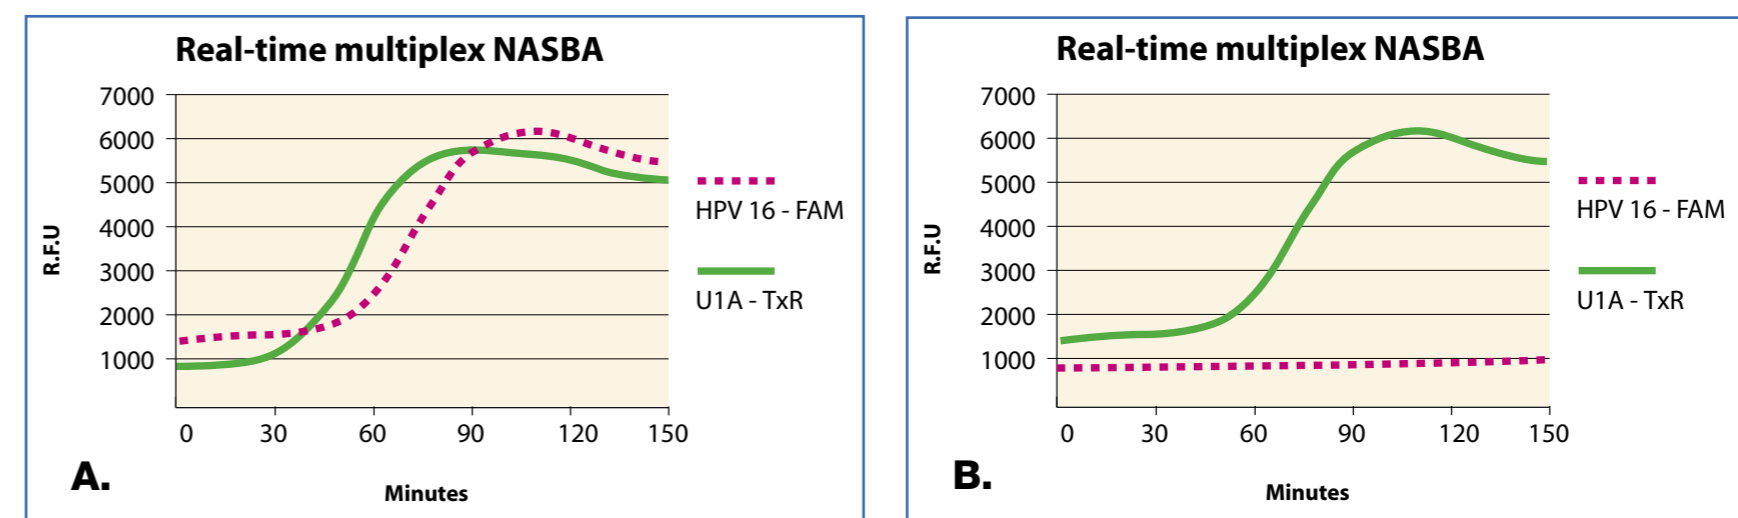 Real-time multiplex NASBA
7000
6000
5000
4000
3000
2000
1000
R.F.U
0 30 60 90 120 150
Minutes
HPV 16 - FAM
U1A - TxR
A.
Real-time multiplex NASBA
7000
6000
5000
4000
3000
2000
1000
R.F.U
0 30 60 90 120 150
Minutes
HPV 16 - FAM
U1A - TxR
B.